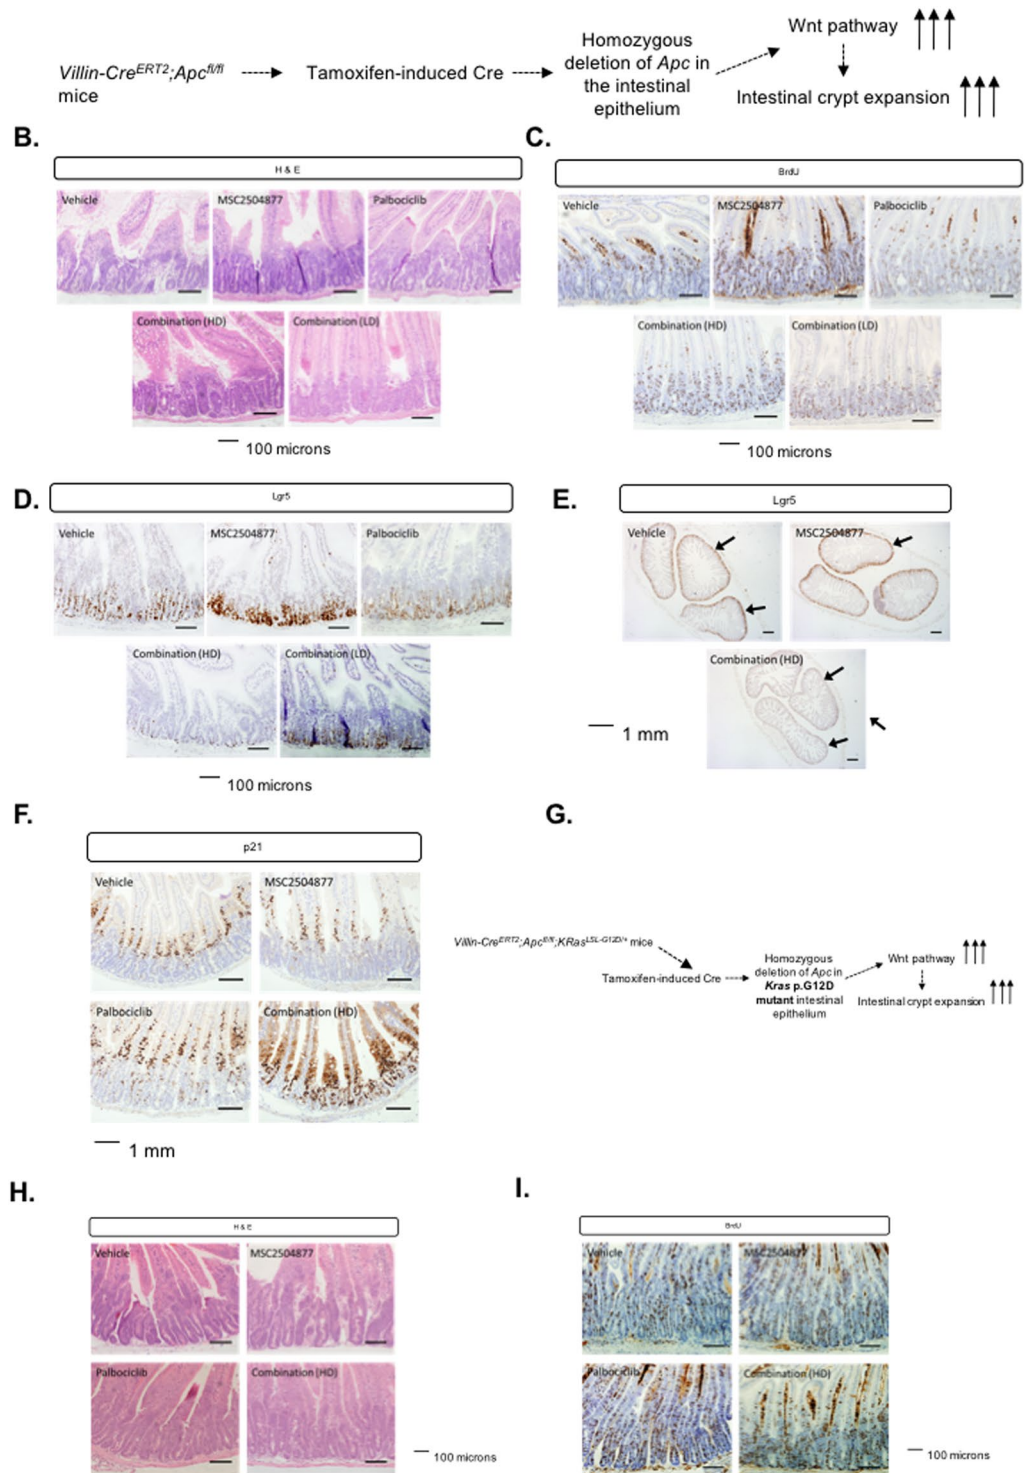 Villin-CreERT2;Apcfl/fl
mice
Tamoxifen-induced Cre
Homozygous
deletion of Apc in
the intestinal
epithelium
Wnt pathway
Intestinal crypt expansion
B.
H & E
Vehicle
MSC2504877
Palbociclib
Combination (HD)
Combination (LD)
100 microns
C.
BrdU
Vehicle
MSC2504877
Palbociclib
Combination (HD)
Combination (LD)
100 microns
D.
Lgr5
Vehicle
MSC2504877
Palbociclib
Combination (HD)
Combination (LD)
100 microns
E.
Lgr5
Vehicle
MSC2504877
Combination (HD)
1 mm
F.
p21
Vehicle
MSC2504877
Palbociclib
Combination (HD)
1 mm
G.
Villin-CreERT2;Apcfl/fl;KRasLSL-G12D/+ mice
Tamoxifen-induced Cre
Homozygous
deletion of Apc in
Kras p.G12D
mutant intestinal
epithelium
Wnt pathway
Intestinal crypt expansion
H.
H & E
Vehicle
MSC2504877
Palbociclib
Combination (HD)
100 microns
I.
BrdU
Vehicle
MSC2504877
Palbociclib
Combination (HD)
100 microns